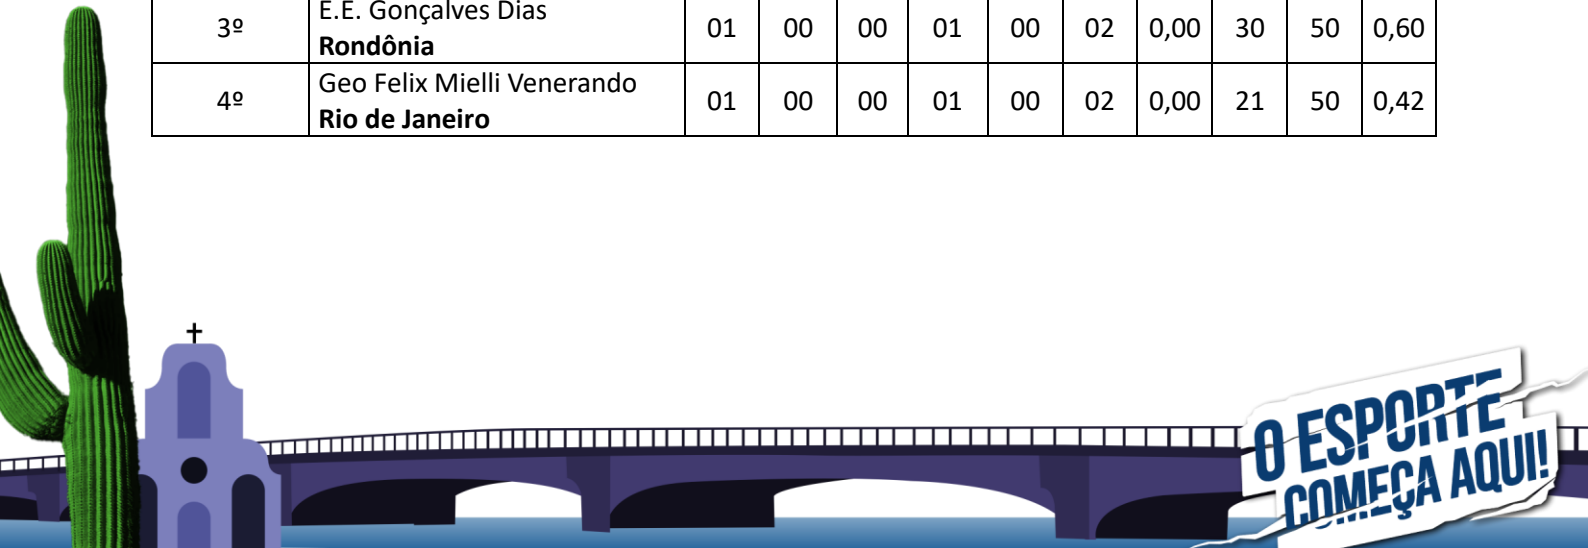 3º E.E. Gonçalves Dias 01 00 00 01 00 02 0,00 30 50 0,60
Rondônia
4º Geo Felix Mielli Venerando 01 00 00 01 00 02 0,00 21 50 0,42
Rio de Janeiro
O ESPORTE
COMEÇA AQUI!